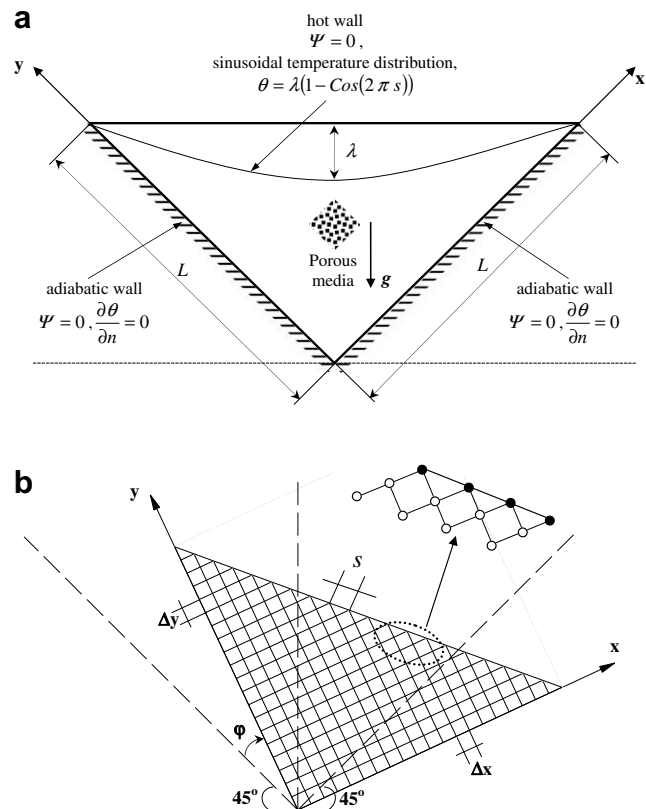 a
hot wall
Ψ = 0 ,
sinusoidal temperature distribution,
θ = λ(1 – Cos(2 π s))
y
x
λ
Porous
media
g
L
L
adiabatic wall
Ψ = 0 , ∂θ/∂n = 0
adiabatic wall
Ψ = 0 , ∂θ/∂n = 0
b
y
S
Δy
x
φ
Δx
45°
45°